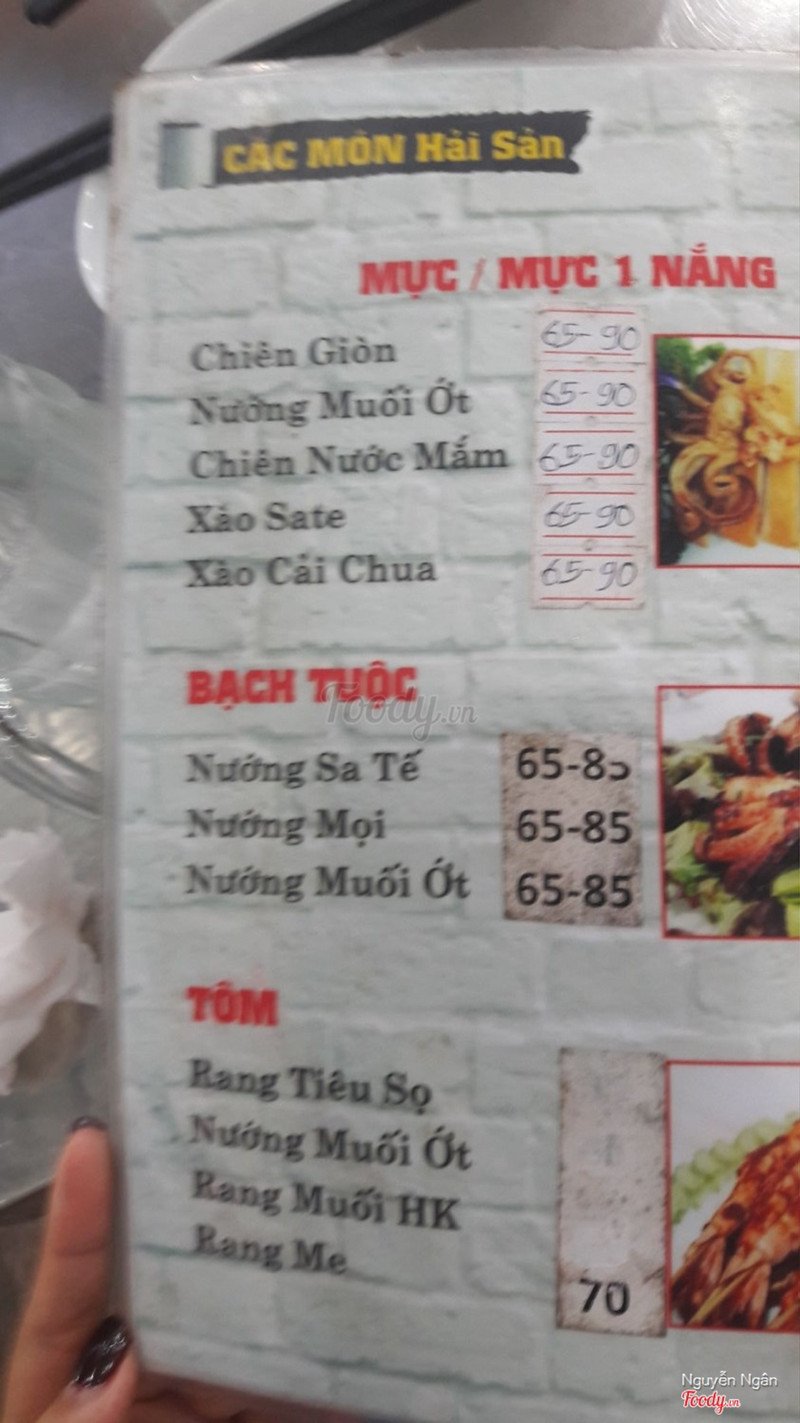 CÁC MÓN Hải Sản
MỰC / MỰC 1 NẮNG
Chiên Giòn 65-90
Nướng Muối Ớt 65-90
Chiên Nước Mắm 65-90
Xào Sate 65-90
Xào Cải Chua 65-90
BẠCH TUỘC
Foody.vn
Nướng Sa Tế 65-85
Nướng Mọi 65-85
Nướng Muối Ớt 65-85
TÔM
Rang Tiêu Sọ
Nướng Muối Ớt
Rang Muối HK
Rang Me 70
Nguyễn Ngân
Foody.vn